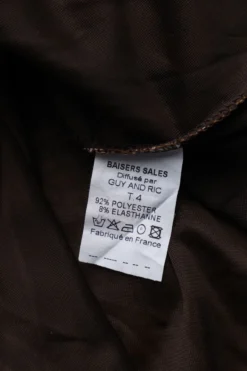 BAISERS SALES
Diffusé par
GUY AND RIC
T 4
92% POLYESTER
8% ELASTHANNE
Fabriqué en France